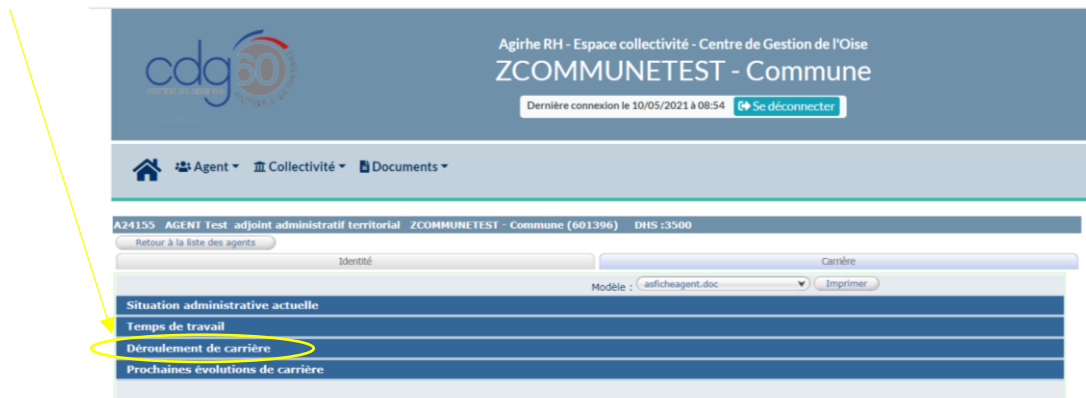 Agirhe RH - Espace collectivité - Centre de Gestion de l'Oise
cdg60
ZCOMMUNETEST - Commune
Dernière connexion le 10/05/2021 à 08:54 Se déconnecter
Agent Collectivité Documents
A24155 AGENT Test adjoint administratif territorial ZCOMMUNETEST - Commune (601396) DHS :3500
Retour à la liste des agents
Identité Carrière
Modèle : asficheagent.doc Imprimer
Situation administrative actuelle
Temps de travail
Déroulement de carrière
Prochaines évolutions de carrière